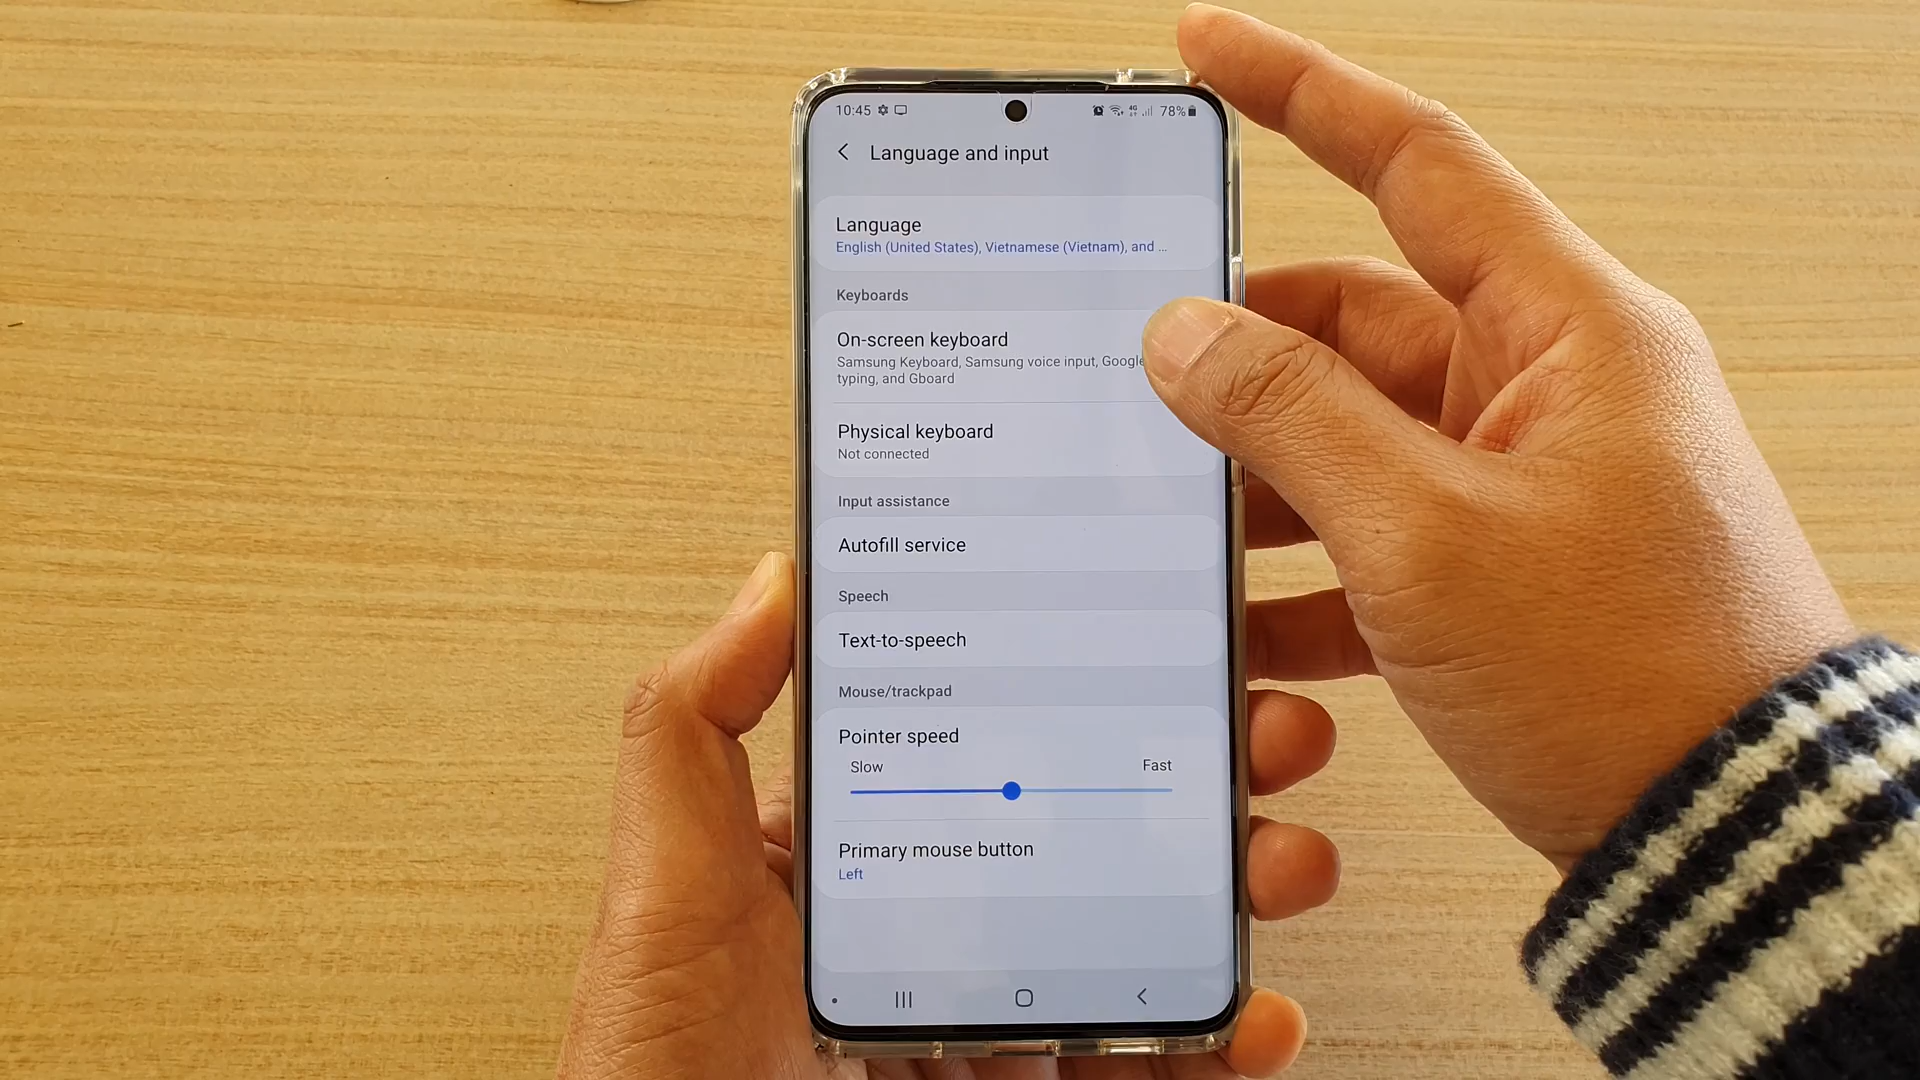 10:45
4G
78%
Language and input
Language
English (United States), Vietnamese (Vietnam), and ...
Keyboards
On-screen keyboard
Samsung Keyboard, Samsung voice input, Google
typing, and Gboard
Physical keyboard
Not connected
Input assistance
Autofill service
Speech
Text-to-speech
Mouse/trackpad
Pointer speed
Slow Fast
Primary mouse button
Left